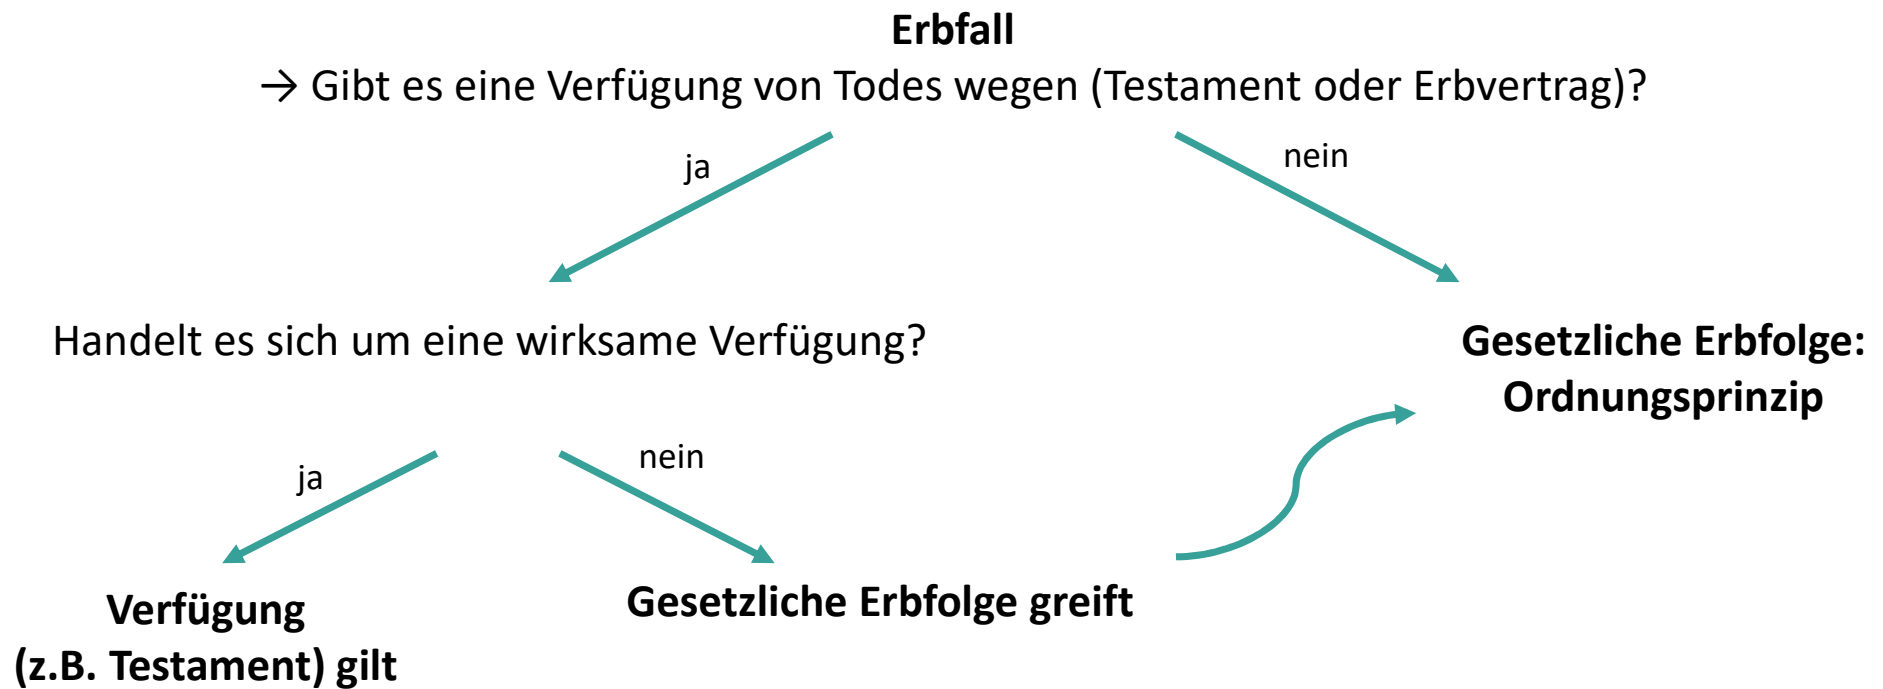 Erbfall
→ Gibt es eine Verfügung von Todes wegen (Testament oder Erbvertrag)?
ja
nein
Handelt es sich um eine wirksame Verfügung?
Gesetzliche Erbfolge:
Ordnungsprinzip
ja
nein
Verfügung
(z.B. Testament) gilt
Gesetzliche Erbfolge greift